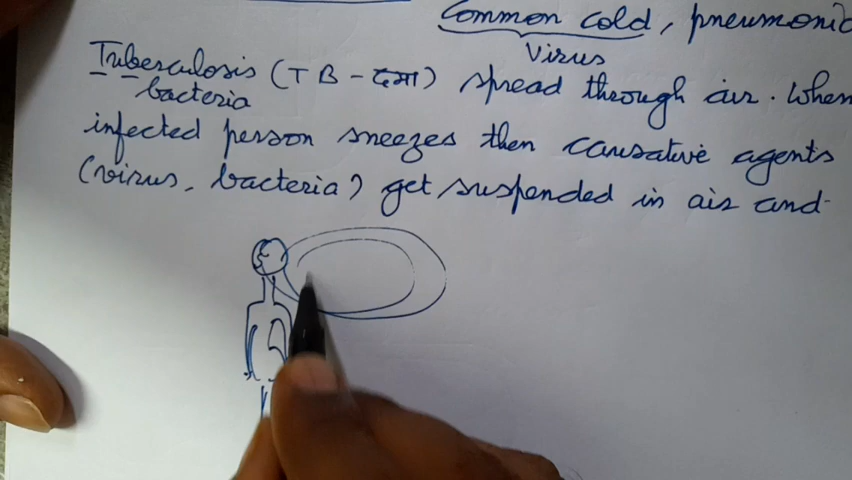 Common cold, pneumonia
Virus
Tuberculosis (TB - दमा) spread through air. When
bacteria
infected person sneezes then causative agents
(virus, bacteria) get suspended in air and